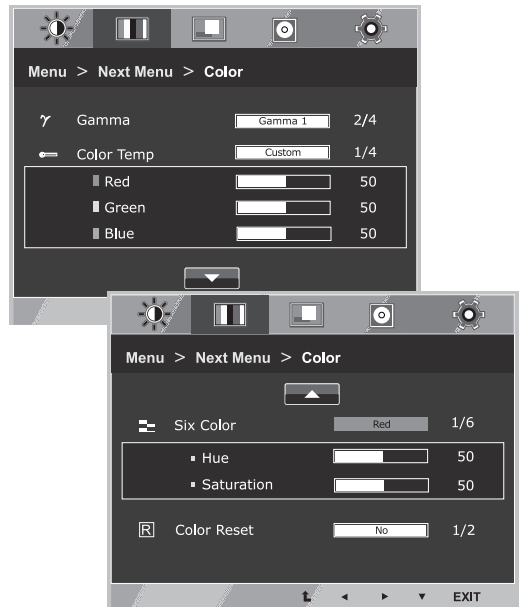 Menu > Next Menu > Color
γ Gamma Gamma 1 2/4
Color Temp Custom 1/4
Red 50
Green 50
Blue 50
Menu > Next Menu > Color
Six Color Red 1/6
Hue 50
Saturation 50
R Color Reset No 1/2
EXIT